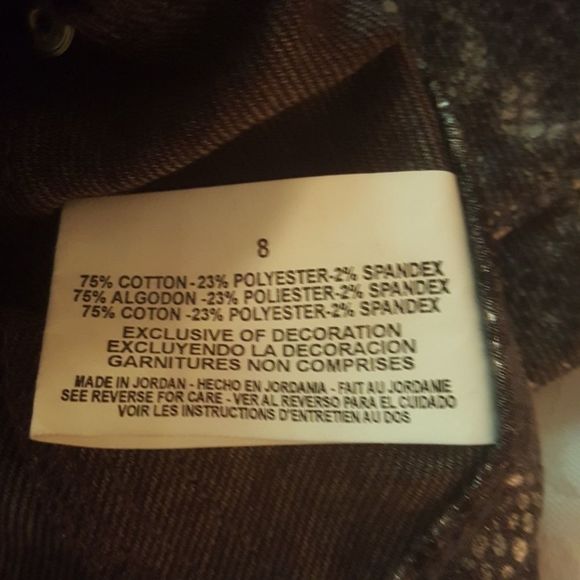 8
75% COTTON-23% POLYESTER-2% SPANDEX
75% ALGODON-23% POLIESTER-2% SPANDEX
75% COTON-23% POLYESTER-2% SPANDEX
EXCLUSIVE OF DECORATION
EXCLUYENDO LA DECORACION
GARNITURES NON COMPRISES
MADE IN JORDAN - HECHO EN JORDANIA - FAIT AU JORDANIE
SEE REVERSE FOR CARE - VER AL REVERSO PARA EL CUIDADO
VOIR LES INSTRUCTIONS D'ENTRETIEN AU DOS